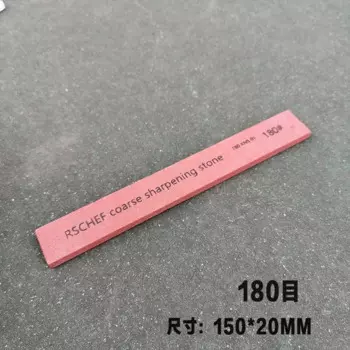 RSCHEF coarse sharpening stone
180#
180目
尺寸: 150*20MM